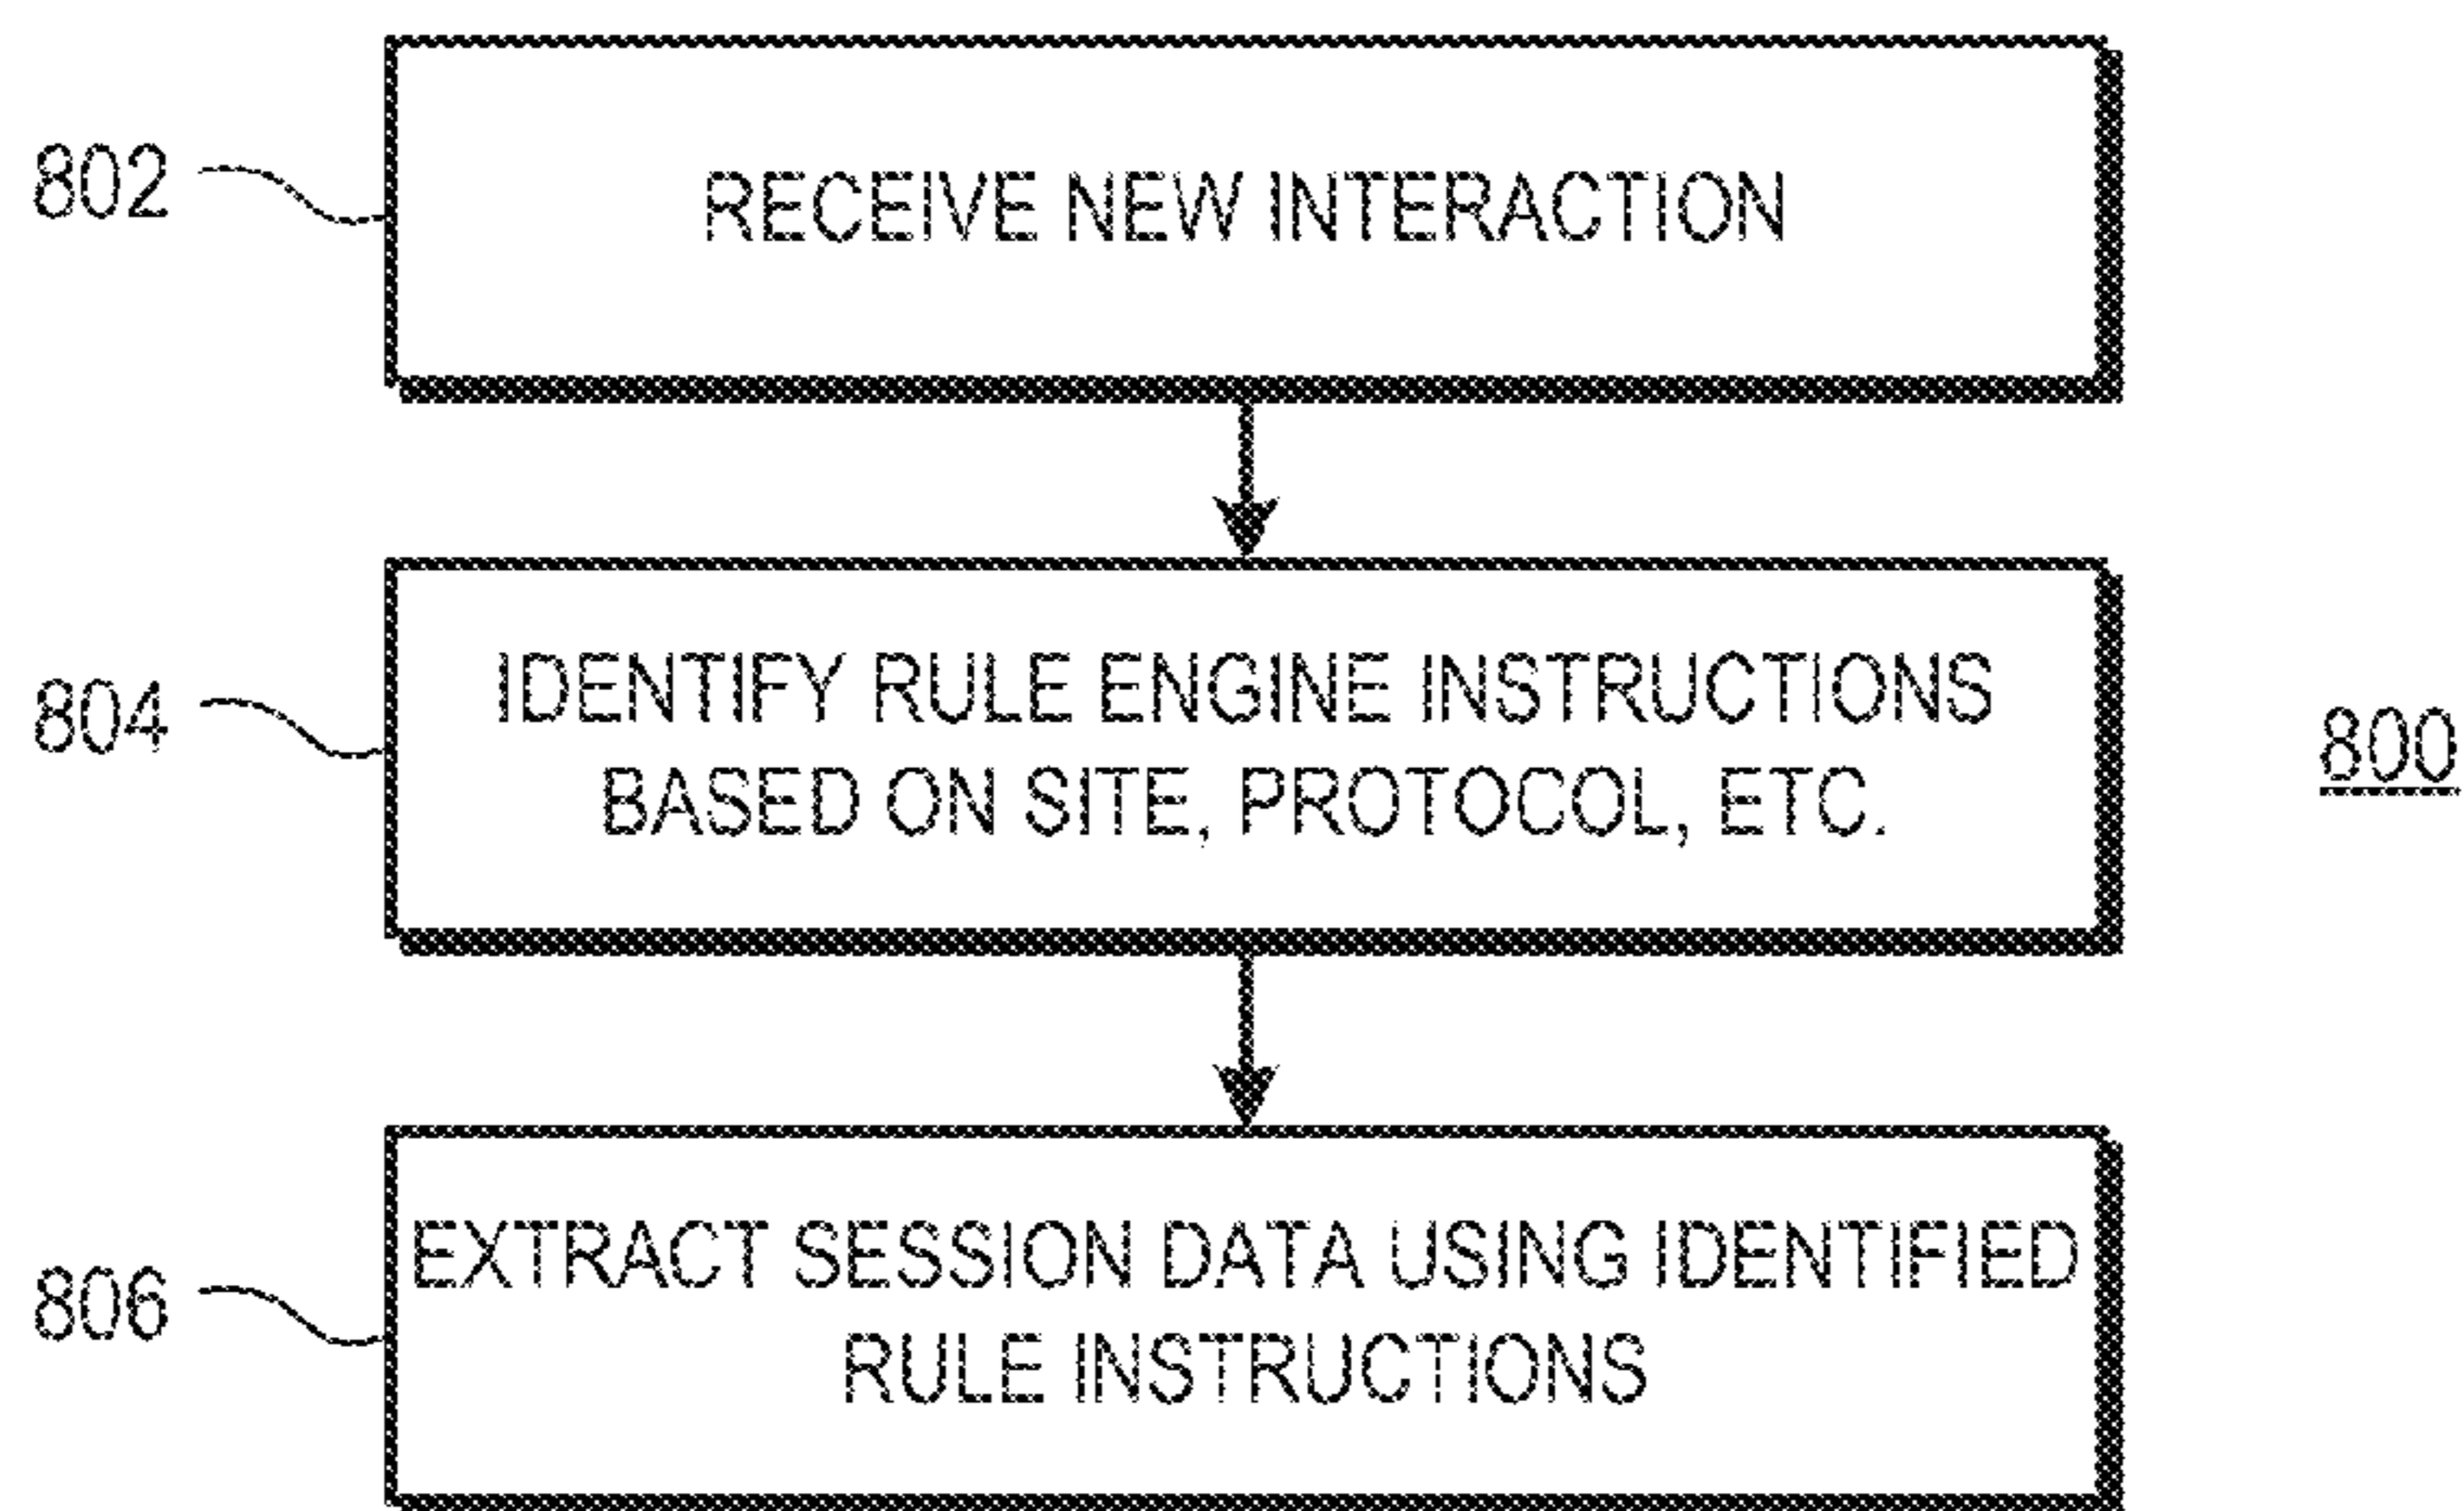 802
RECEIVE NEW INTERACTION
804
IDENTIFY RULE ENGINE INSTRUCTIONS
BASED ON SITE, PROTOCOL, ETC.
800
806
EXTRACT SESSION DATA USING IDENTIFIED
RULE INSTRUCTIONS